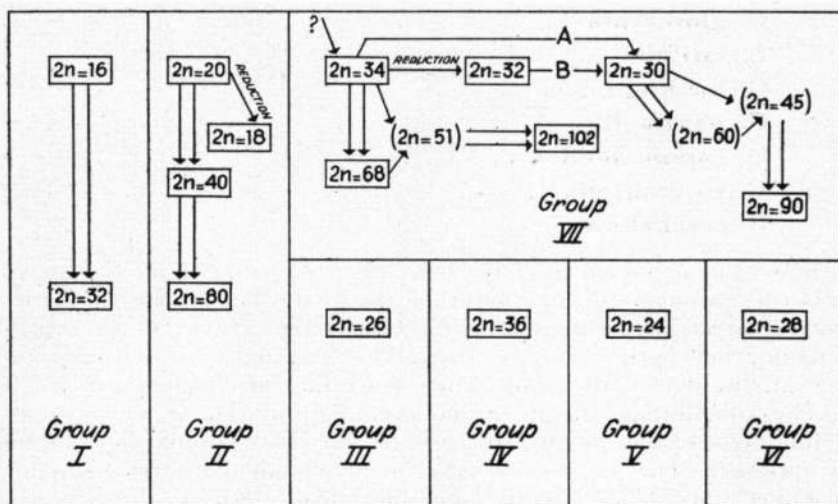 2n=16
2n=32
Group
I
2n=20
REDUCTION
2n=18
2n=40
2n=80
Group
II
?
A
2n=34
REDUCTION
2n=32
B
2n=30
(2n=45)
(2n=51)
2n=102
(2n=60)
2n=68
2n=90
Group
VII
2n=26
Group
III
2n=36
Group
IV
2n=24
Group
V
2n=28
Group
VI